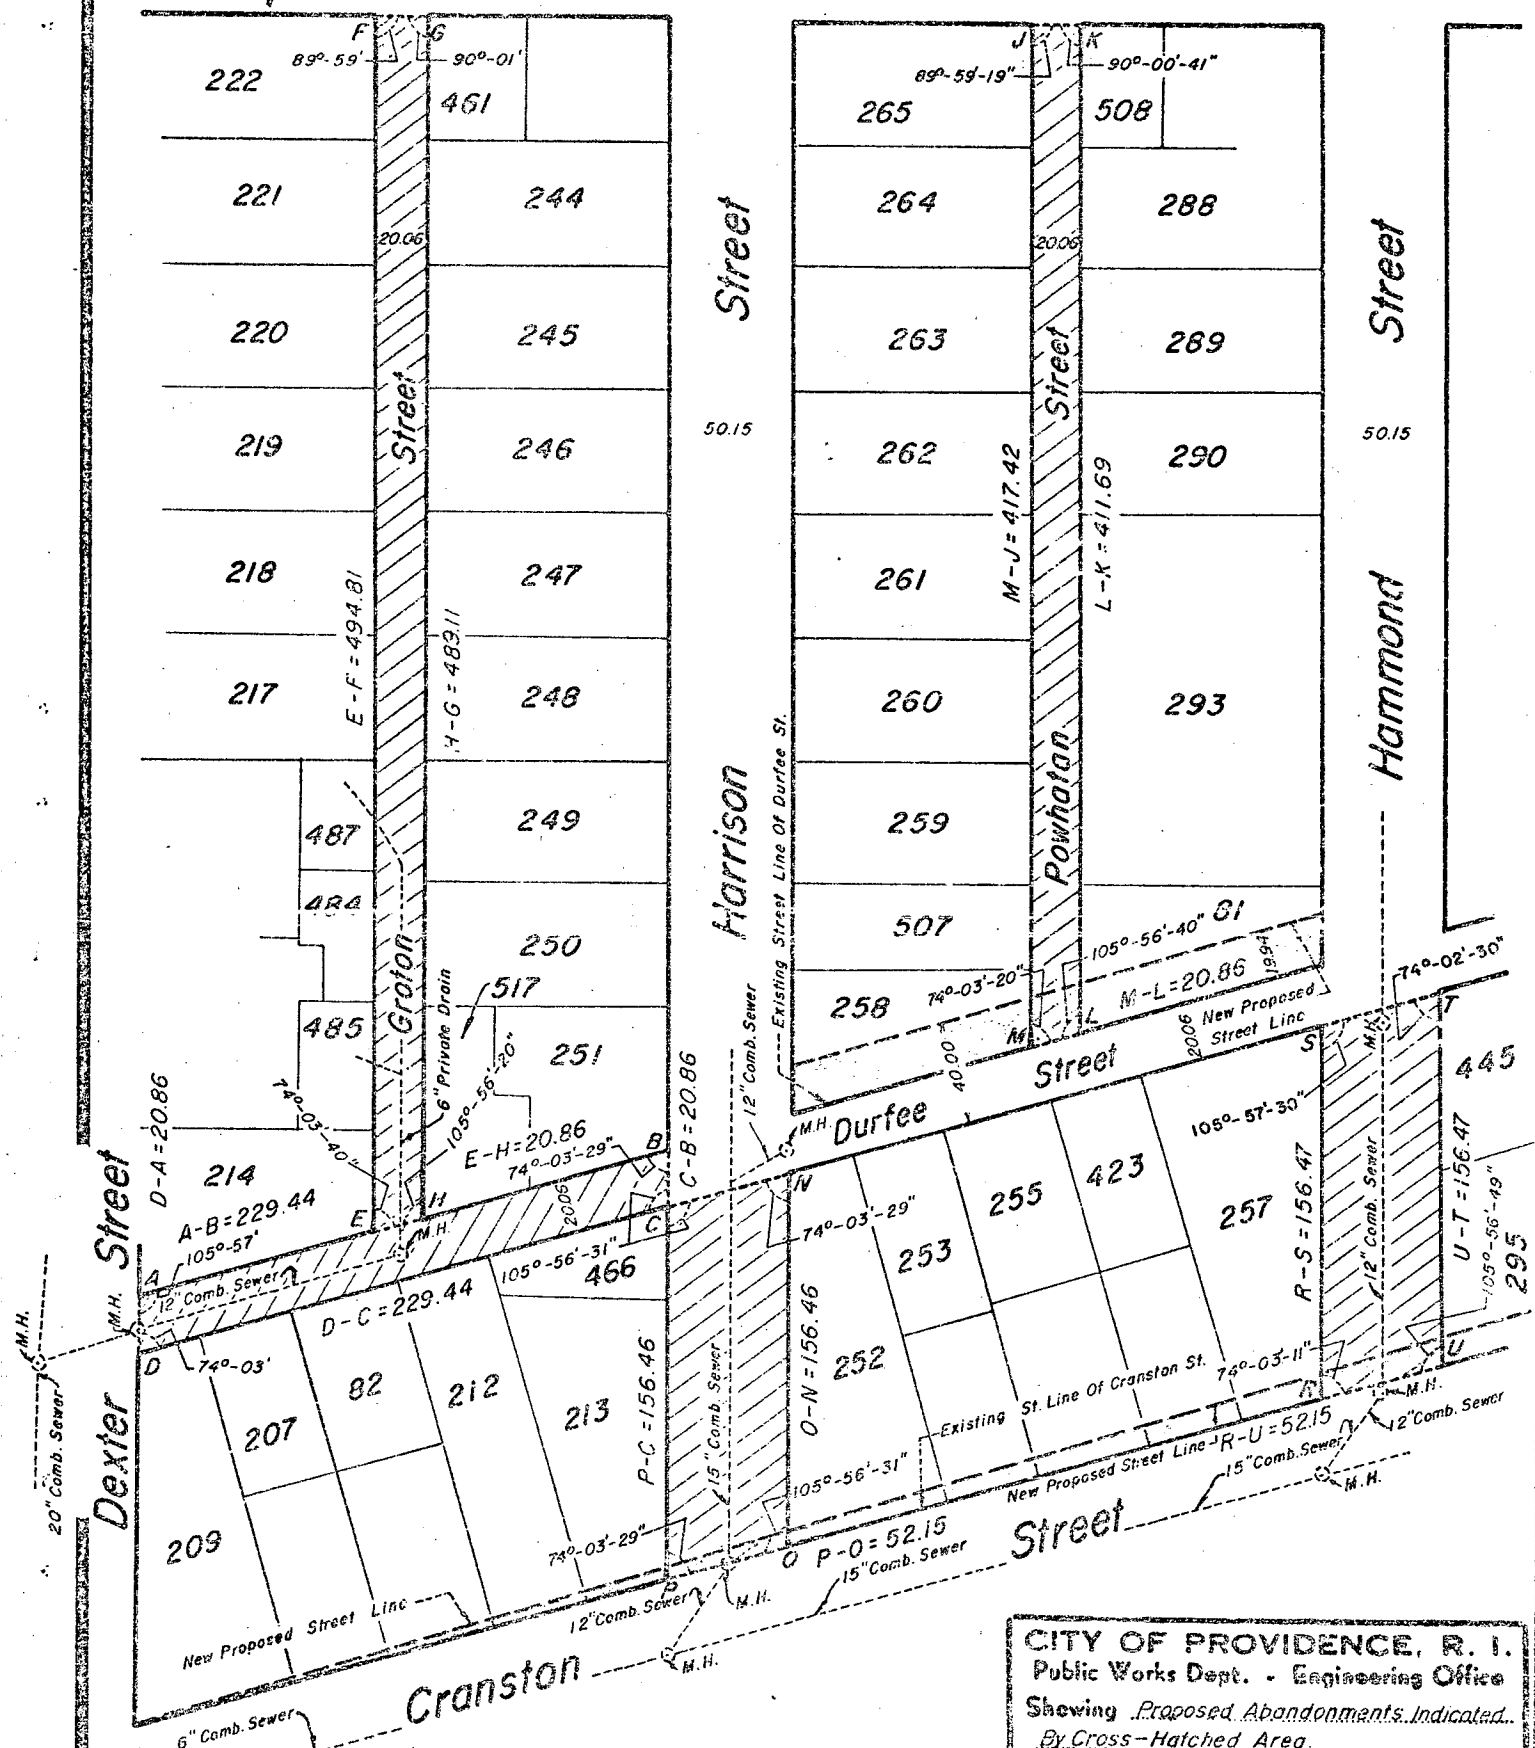 F G
89°-59' 90°-01'
222
461
221
244
20.06
220
245
219
246
Street
218
247
E-F = 494.81
H-G = 489.11
217
248
487
249
484
250
Groton
6" Private Drain
517
485
251
74°-03'-40"
105°-56'-20"
D-A = 20.86
E-H = 20.86
74°-03'-29"
B
C-B = 20.86
214
A-B = 229.44
105°-57'
E H
M.H.
20.06
C
A
12" Comb. Sewer
105°-56'-31"
466
D-C = 229.44
M.H.
D
74°-03'
Dexter Street
M.H.
20" Comb. Sewer
82
212
207
213
209
P-C = 156.46
15" Comb. Sewer
74°-03'-29"
P
New Proposed Street Line
12" Comb. Sewer
M.H.
M.H.
6" Comb. Sewer
Cranston Street
Harrison Street
50.15
12" Comb. Sewer
Existing Street Line Of Durfee St.
J K
89°-59'-19" 90°-00'-41"
265
508
264
288
20.06
263
289
262
290
M-J = 417.42
L-K = 411.69
Powhatan Street
261
260
293
259
507
81
105°-56'-40"
74°-03'-20"
258
M-L = 20.86
19.94
M L
New Proposed
Street Line
40.00
20.06
Durfee Street
M.H.
N
74°-03'-29"
255
423
253
257
252
O-N = 156.46
105°-56'-31"
O
P-O = 52.15
15" Comb. Sewer
Existing St. Line Of Cranston St.
New Proposed Street Line
R-U = 52.15
15" Comb. Sewer
M.H.
12" Comb. Sewer
M.H.
74°-03'-11"
R
R-S = 156.47
12" Comb. Sewer
105°-57'-30"
S
M.H.
T
74°-02'-30"
Hammond Street
50.15
445
U-T = 156.47
105°-56'-49"
295
U
CITY OF PROVIDENCE, R. I.
Public Works Dept. - Engineering Office
Showing Proposed Abandonments Indicated
By Cross-Hatched Area.